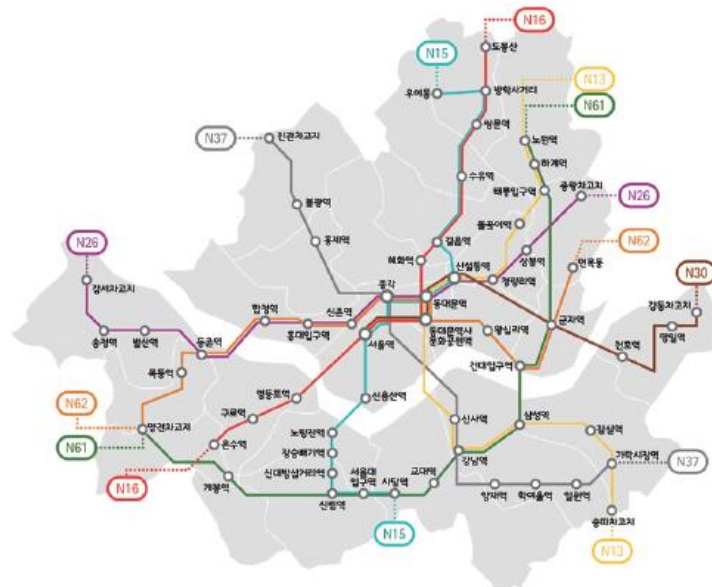 N16
도봉산
N15
우이동
방학사거리
N13
N61
쌍문역
노원역
N37
진관차고지
하계역
수유역
태릉입구역
중랑차고지
N26
불광역
돌곶이역
홍제역
길음역
상봉역
N62
면목동
N26
혜화역
신설동역
청량리역
N30
강서차고지
종각
동대문역
강동차고지
합정역
신촌역
홍대입구역
동대문역사
문화공원역
왕십리역
군자역
송정역
발산역
등촌역
서울역
천호역
명일역
목동역
건대입구역
영등포역
신용산역
N62
양천차고지
구로역
신사역
삼성역
잠실역
N61
온수역
노량진역
장승배기역
강남역
가락시장역
N37
N16
신대방삼거리역
서울대
입구역
사당역
교대역
개봉역
신림역
양재역
학여울역
일원역
송파차고지
N15
N13